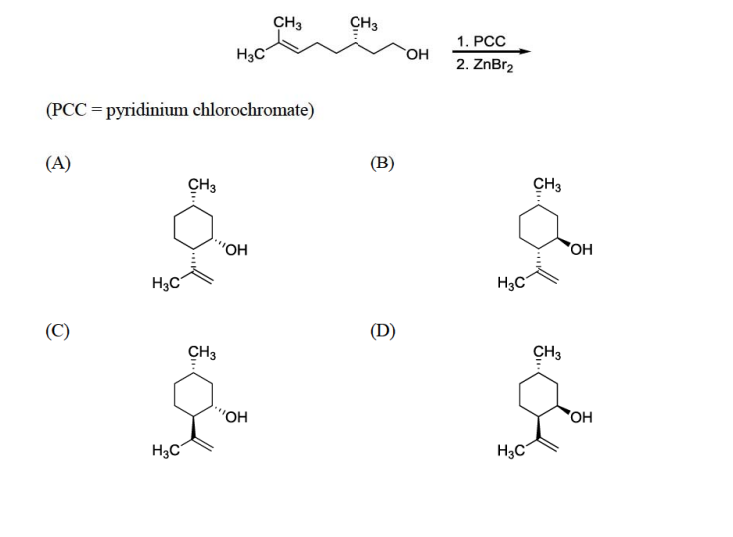 CH3 CH3
H3C OH
1. PCC
2. ZnBr2
(PCC = pyridinium chlorochromate)
(A) (B)
CH3 CH3
OH OH
H3C H3C
(C) (D)
CH3 CH3
OH OH
H3C H3C